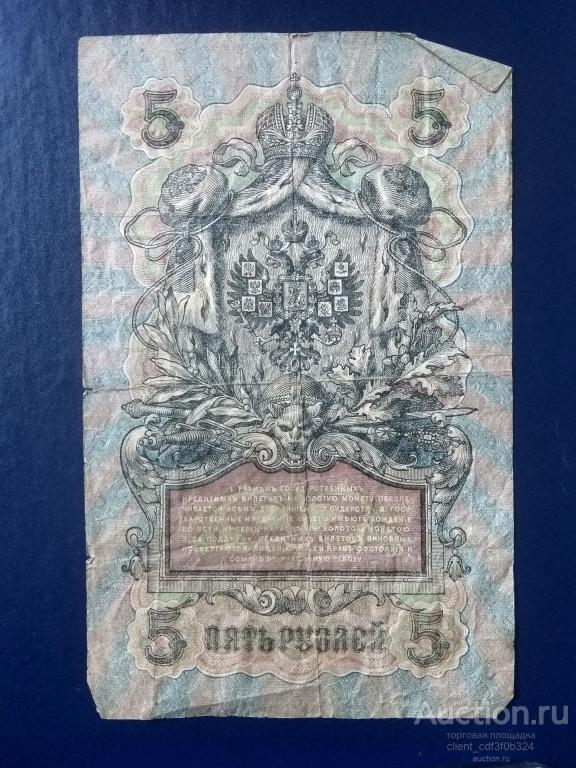 5 5
1. РАЗМѢНЪ ГОСУДАРСТВЕННЫХЪ
КРЕДИТНЫХЪ БИЛЕТОВЪ НА ЗОЛОТУЮ МОНЕТУ ОБЕЗПЕ-
ЧИВАЕТСЯ ВСѢМЪ ДОСТОЯНІЕМЪ ГОСУДАРСТВА. 2. ГОСУ-
ДАРСТВЕННЫЕ КРЕДИТНЫЕ БИЛЕТЫ ИМѢЮТЪ ХОЖДЕНІЕ
ВО ВСЕЙ ИМПЕРІИ НАРАВНѢ СЪ ЗОЛОТОЮ МОНЕТОЮ.
3. ЗА ПОДДѢЛКУ КРЕДИТНЫХЪ БИЛЕТОВЪ ВИНОВНЫЕ
ПОДВЕРГАЮТСЯ ЛИШЕНІЮ ВСѢХЪ ПРАВЪ СОСТОЯНІЯ И
ССЫЛКѢ ВЪ КАТОРЖНУЮ РАБОТУ.
5 ПЯТЬ РУБЛЕЙ 5
Auction.ru
торговая площадка
client_cdf3f0b324
auction.ru